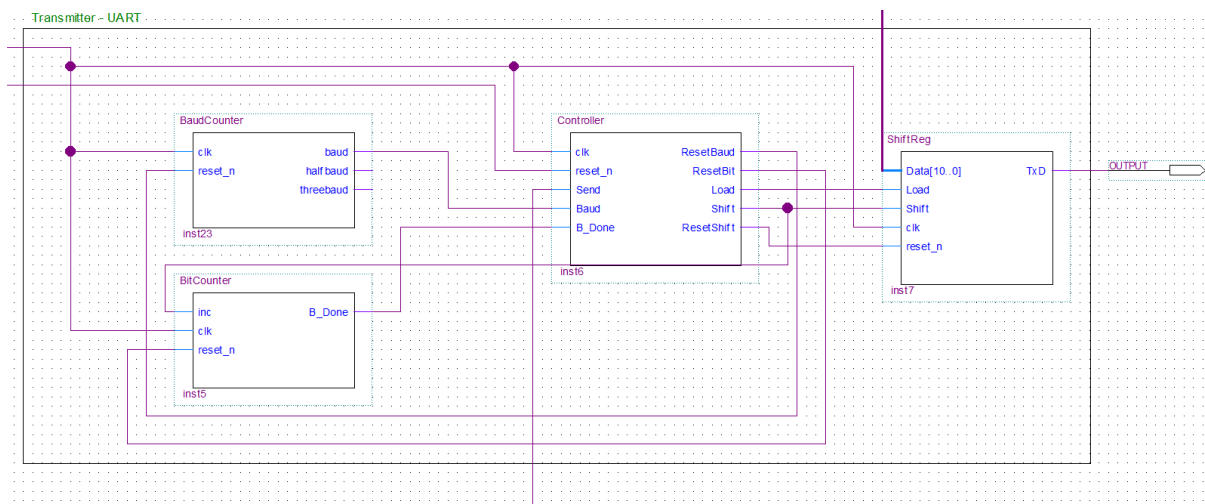 Transmitter - UART
BaudCounter
clk
reset_n
baud
halfbaud
threebaud
inst23
BitCounter
inc
clk
reset_n
B_Done
inst5
Controller
clk
reset_n
Send
Baud
B_Done
ResetBaud
ResetBit
Load
Shift
ResetShift
inst6
ShiftReg
Data[10..0]
Load
Shift
clk
reset_n
TxD
inst7
OUTPUT